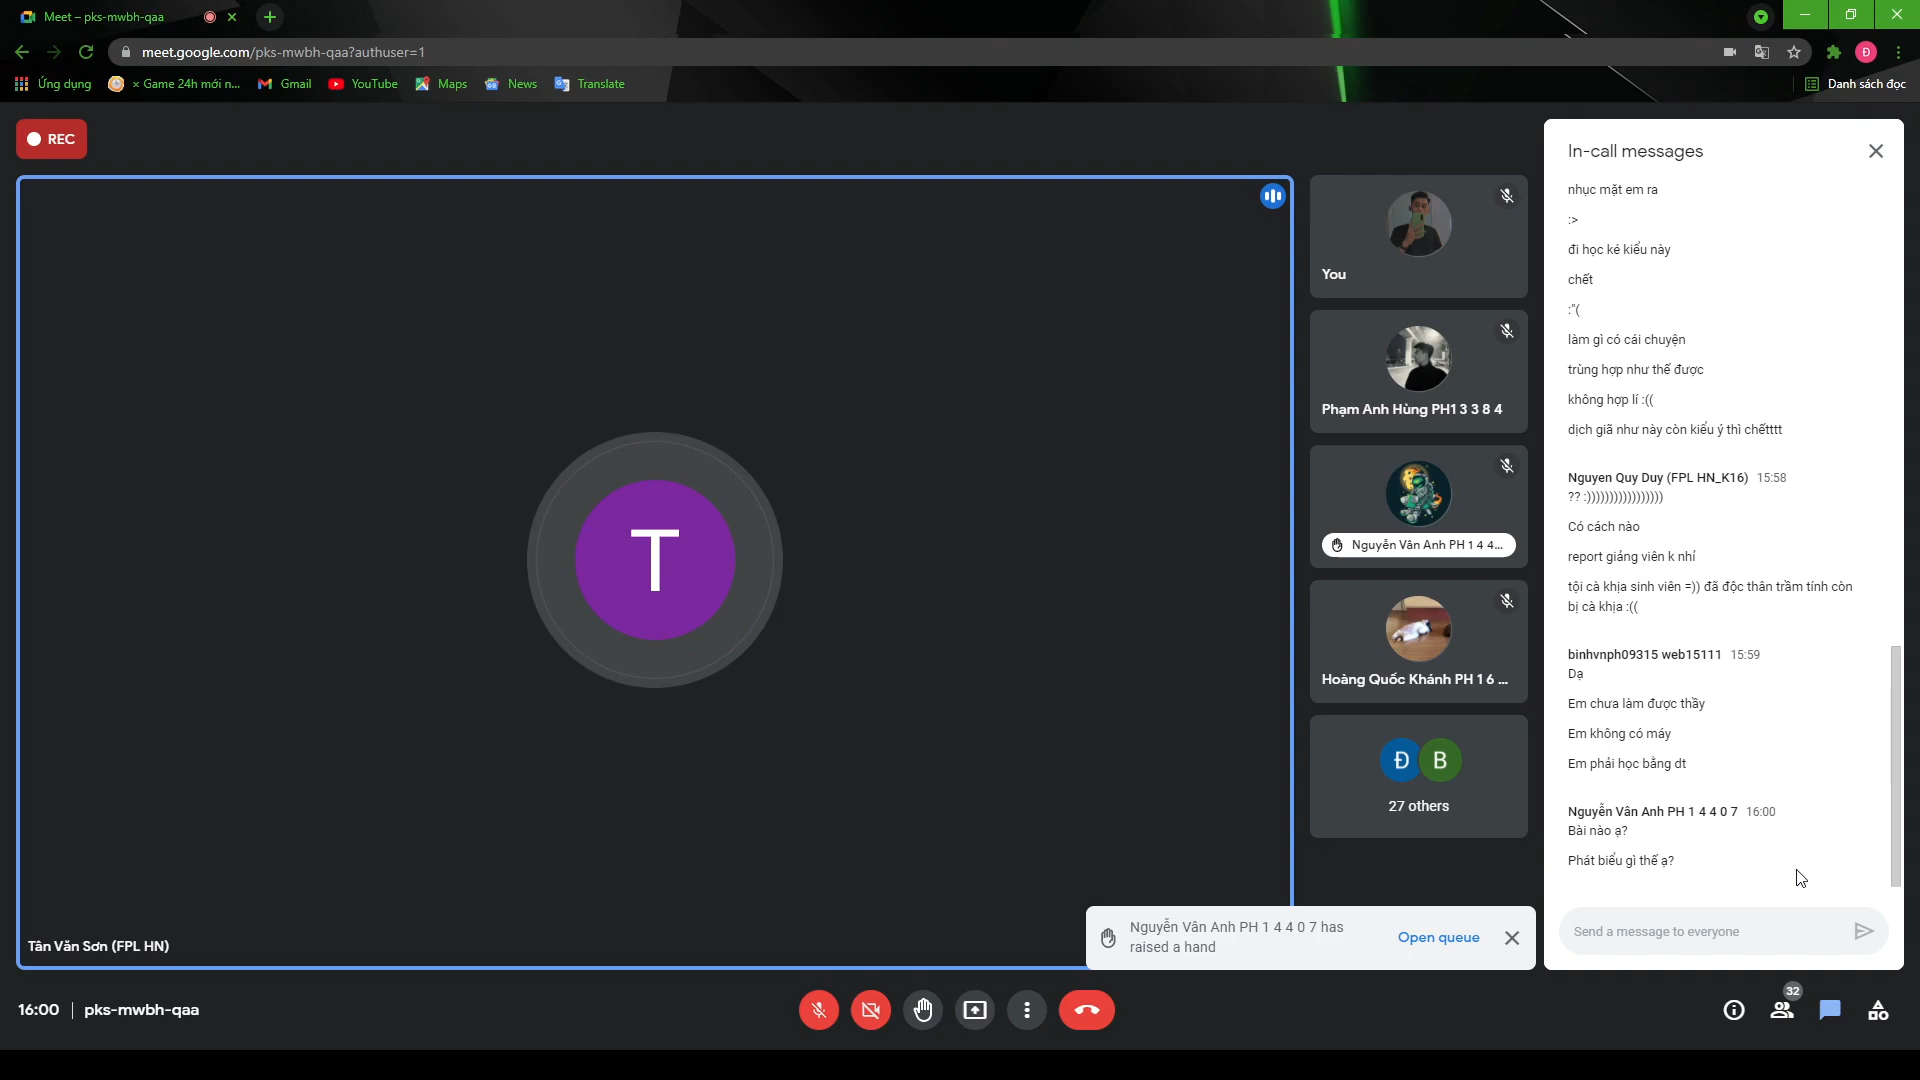 Meet – pks-mwbh-qaa
meet.google.com/pks-mwbh-qaa?authuser=1
Đ
Ứng dụng
× Game 24h mới n...
Gmail
YouTube
Maps
News
Translate
Danh sách đọc
REC
T
Tân Văn Sơn (FPL HN)
You
Phạm Anh Hùng PH1 3 3 8 4
Nguyễn Vân Anh PH 1 4 4...
Hoàng Quốc Khánh PH 1 6 ...
Đ B
27 others
In-call messages
nhục mặt em ra
:>
đi học ké kiểu này
chết
:"(
làm gì có cái chuyện
trùng hợp như thế được
không hợp lí :((
dịch giã như này còn kiểu ý thì chếtttt
Nguyen Quy Duy (FPL HN_K16) 15:58
?? :))))))))))))))))))
Có cách nào
report giảng viên k nhỉ
tội cà khịa sinh viên =)) đã độc thân trầm tính còn
bị cà khịa :((
binhvnph09315 web15111 15:59
Dạ
Em chưa làm được thầy
Em không có máy
Em phải học bằng dt
Nguyễn Vân Anh PH 1 4 4 0 7 16:00
Bài nào ạ?
Phát biểu gì thế ạ?
Send a message to everyone
Nguyễn Vân Anh PH 1 4 4 0 7 has
raised a hand
Open queue
16:00 | pks-mwbh-qaa
32